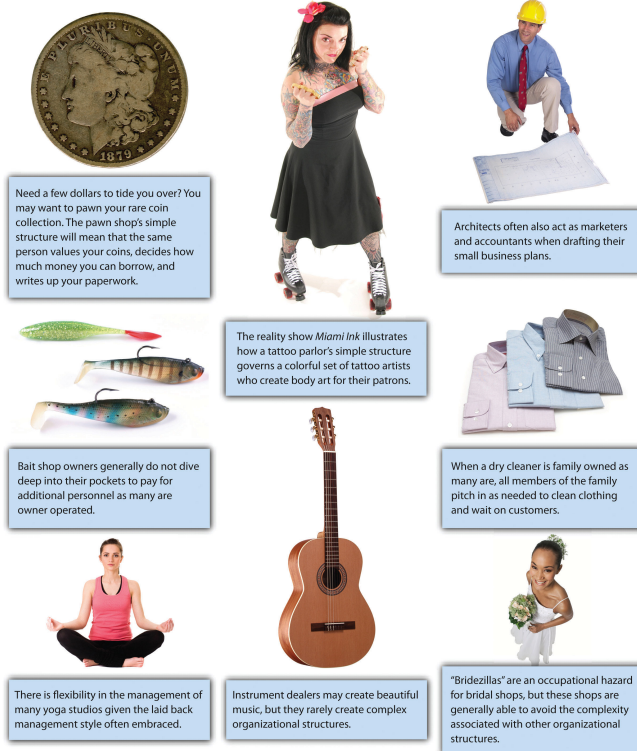 E PLURIBUS UNUM
1879
Need a few dollars to tide you over? You
may want to pawn your rare coin
collection. The pawn shop's simple
structure will mean that the same
person values your coins, decides how
much money you can borrow, and
writes up your paperwork.
The reality show Miami Ink illustrates
how a tattoo parlor's simple structure
governs a colorful set of tattoo artists
who create body art for their patrons.
Architects often also act as marketers
and accountants when drafting their
small business plans.
Bait shop owners generally do not dive
deep into their pockets to pay for
additional personnel as many are
owner operated.
When a dry cleaner is family owned as
many are, all members of the family
pitch in as needed to clean clothing
and wait on customers.
There is flexibility in the management of
many yoga studios given the laid back
management style often embraced.
Instrument dealers may create beautiful
music, but they rarely create complex
organizational structures.
"Bridezillas" are an occupational hazard
for bridal shops, but these shops are
generally able to avoid the complexity
associated with other organizational
structures.